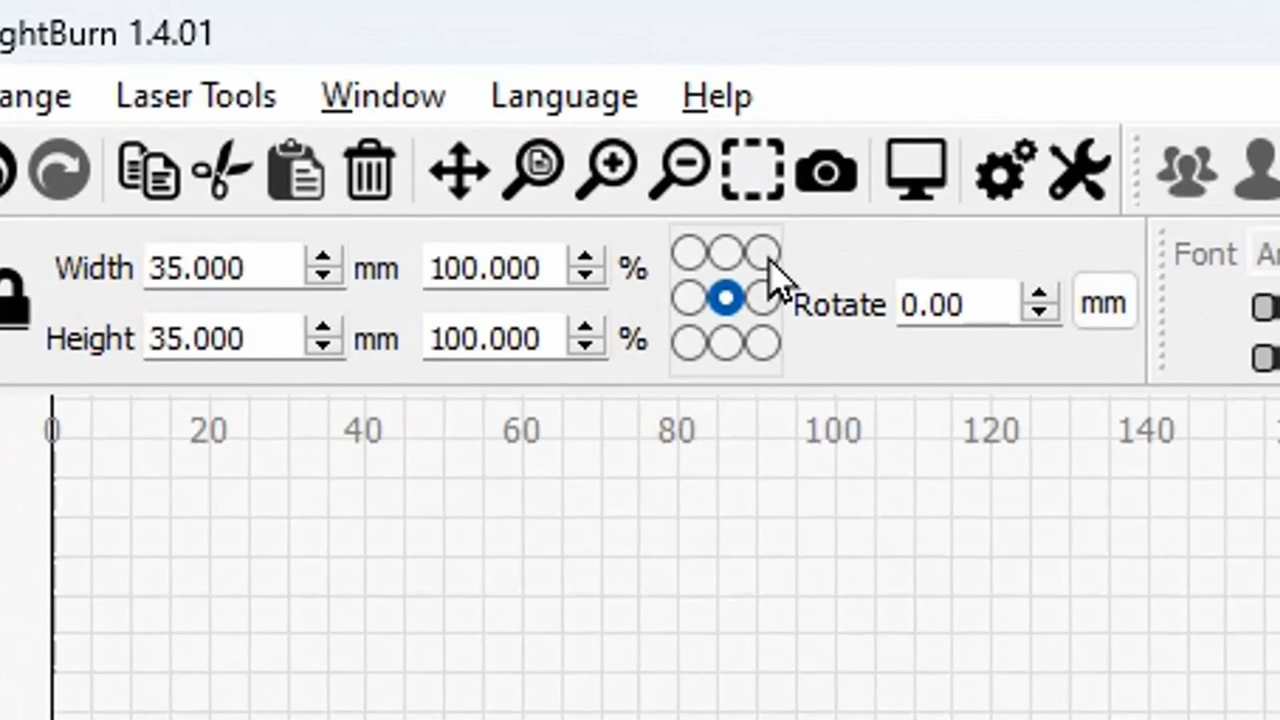 ghtBurn 1.4.01
ange Laser Tools Window Language Help
Width 35.000 mm 100.000 % Rotate 0.00 mm Font
Height 35.000 mm 100.000 %
0 20 40 60 80 100 120 140